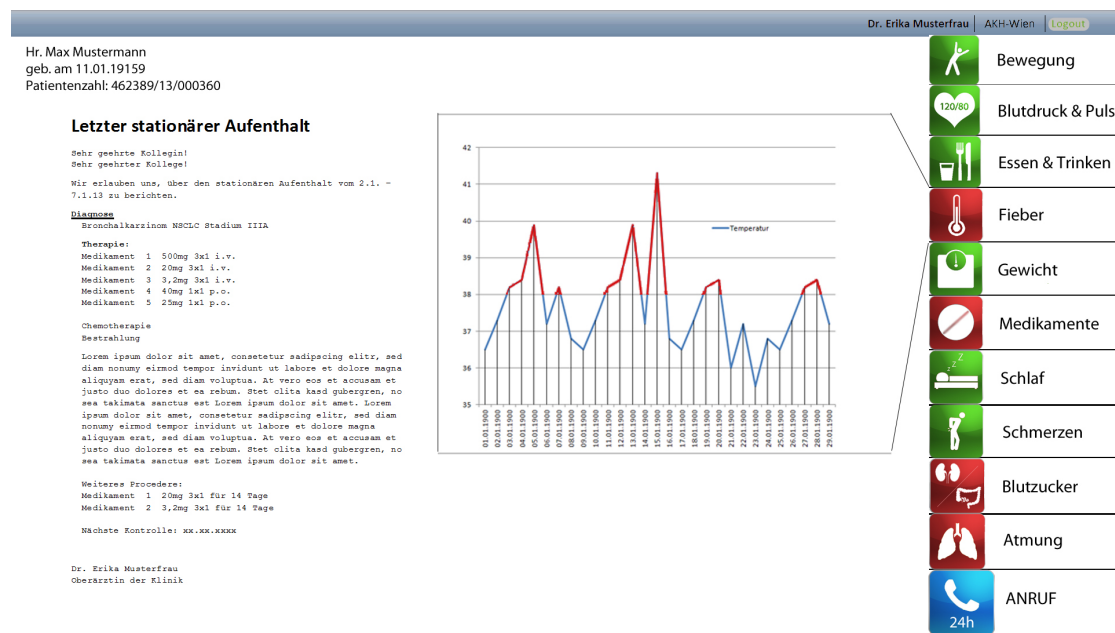 Dr. Erika Musterfrau
AKH-Wien
Logout
Hr. Max Mustermann
geb. am 11.01.19159
Patientenzahl: 462389/13/000360
Letzter stationärer Aufenthalt
Sehr geehrte Kollegin!
Sehr geehrter Kollege!
Wir erlauben uns, über den stationären Aufenthalt vom 2.1. –
7.1.13 zu berichten.
Diagnose
Bronchalkarzinom NSCLC Stadium IIIA
Therapie:
Medikament 1 500mg 3x1 i.v.
Medikament 2 20mg 3x1 i.v.
Medikament 3 3,2mg 3x1 i.v.
Medikament 4 40mg 1x1 p.o.
Medikament 5 25mg 1x1 p.o.
Chemotherapie
Bestrahlung
Lorem ipsum dolor sit amet, consetetur sadipscing elitr, sed
diam nonumy eirmod tempor invidunt ut labore et dolore magna
aliquyam erat, sed diam voluptua. At vero eos et accusam et
justo duo dolores et ea rebum. Stet clita kasd gubergren, no
sea takimata sanctus est Lorem ipsum dolor sit amet. Lorem
ipsum dolor sit amet, consetetur sadipscing elitr, sed diam
nonumy eirmod tempor invidunt ut labore et dolore magna
aliquyam erat, sed diam voluptua. At vero eos et accusam et
justo duo dolores et ea rebum. Stet clita kasd gubergren, no
sea takimata sanctus est Lorem ipsum dolor sit amet.
Weiteres Procedere:
Medikament 1 20mg 3x1 für 14 Tage
Medikament 2 3,2mg 3x1 für 14 Tage
Nächste Kontrolle: xx.xx.xxxx
Dr. Erika Musterfrau
Oberärztin der Klinik
42
41
40
39
38
37
36
35
Temperatur
01.01.1900
02.01.1900
03.01.1900
04.01.1900
05.01.1900
06.01.1900
07.01.1900
08.01.1900
09.01.1900
10.01.1900
11.01.1900
12.01.1900
13.01.1900
14.01.1900
15.01.1900
16.01.1900
17.01.1900
18.01.1900
19.01.1900
20.01.1900
21.01.1900
22.01.1900
23.01.1900
24.01.1900
25.01.1900
26.01.1900
27.01.1900
28.01.1900
29.01.1900
Bewegung
120/80
Blutdruck & Puls
Essen & Trinken
Fieber
Gewicht
Medikamente
z z Z
Schlaf
Schmerzen
Blutzucker
Atmung
ANRUF
24h